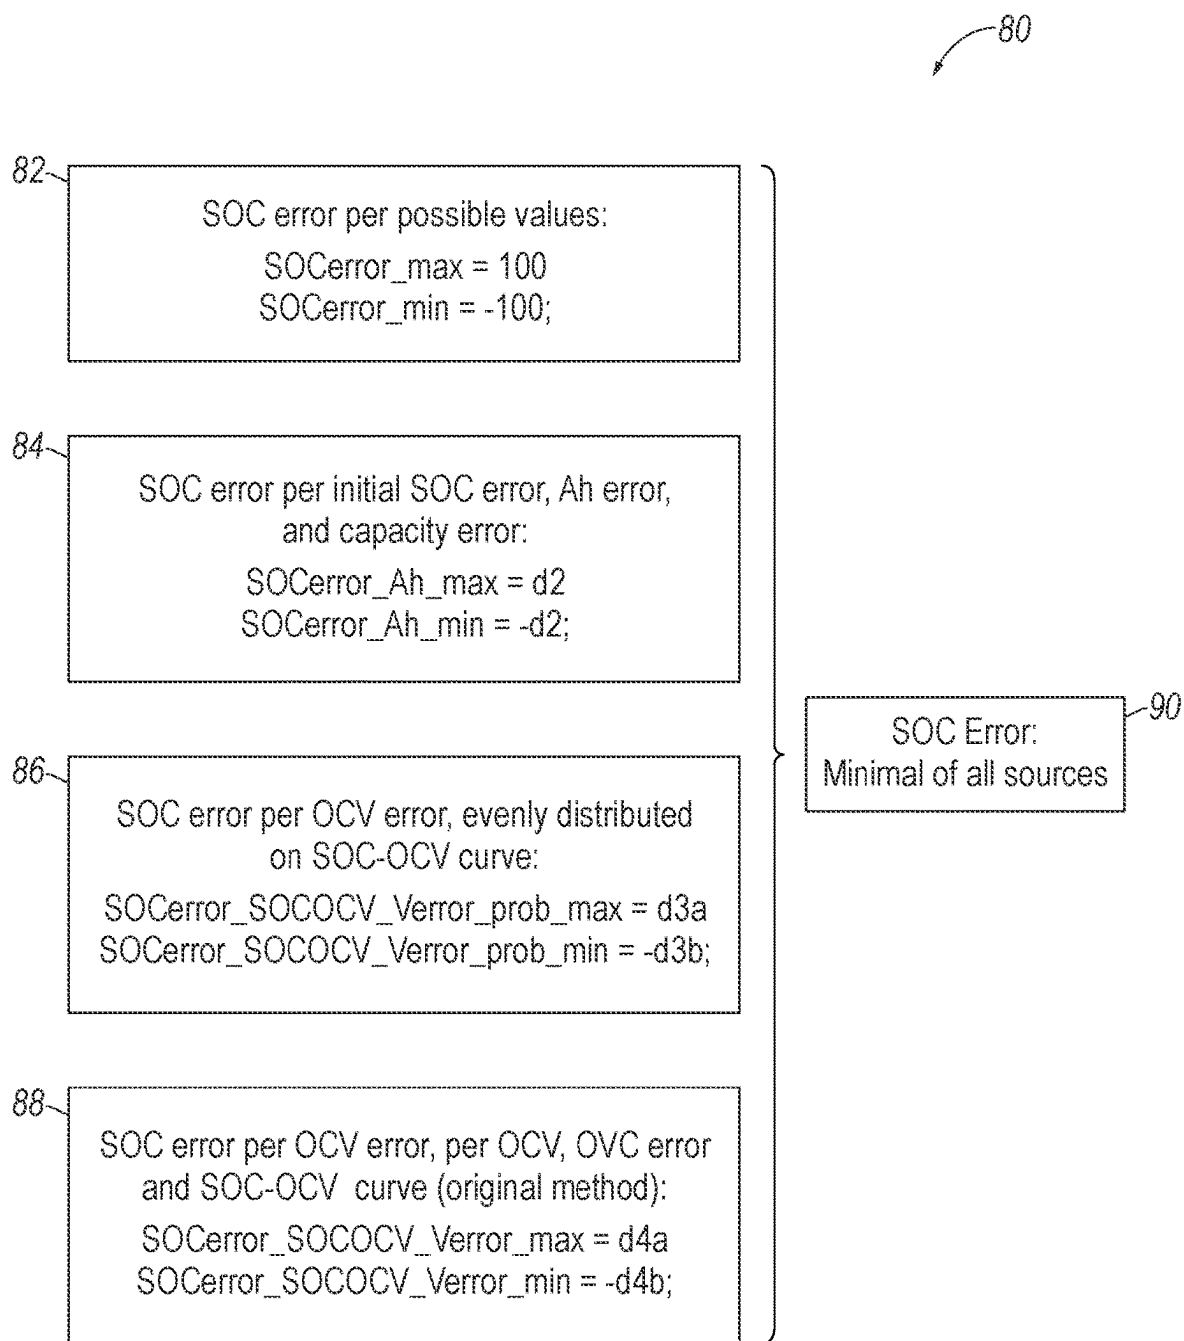 80
82
SOC error per possible values:
SOCerror_max = 100
SOCerror_min = -100;
84
SOC error per initial SOC error, Ah error,
and capacity error:
SOCerror_Ah_max = d2
SOCerror_Ah_min = -d2;
86
SOC error per OCV error, evenly distributed
on SOC-OCV curve:
SOCerror_SOCOCV_Verror_prob_max = d3a
SOCerror_SOCOCV_Verror_prob_min = -d3b;
88
SOC error per OCV error, per OCV, OVC error
and SOC-OCV curve (original method):
SOCerror_SOCOCV_Verror_max = d4a
SOCerror_SOCOCV_Verror_min = -d4b;
90
SOC Error:
Minimal of all sources